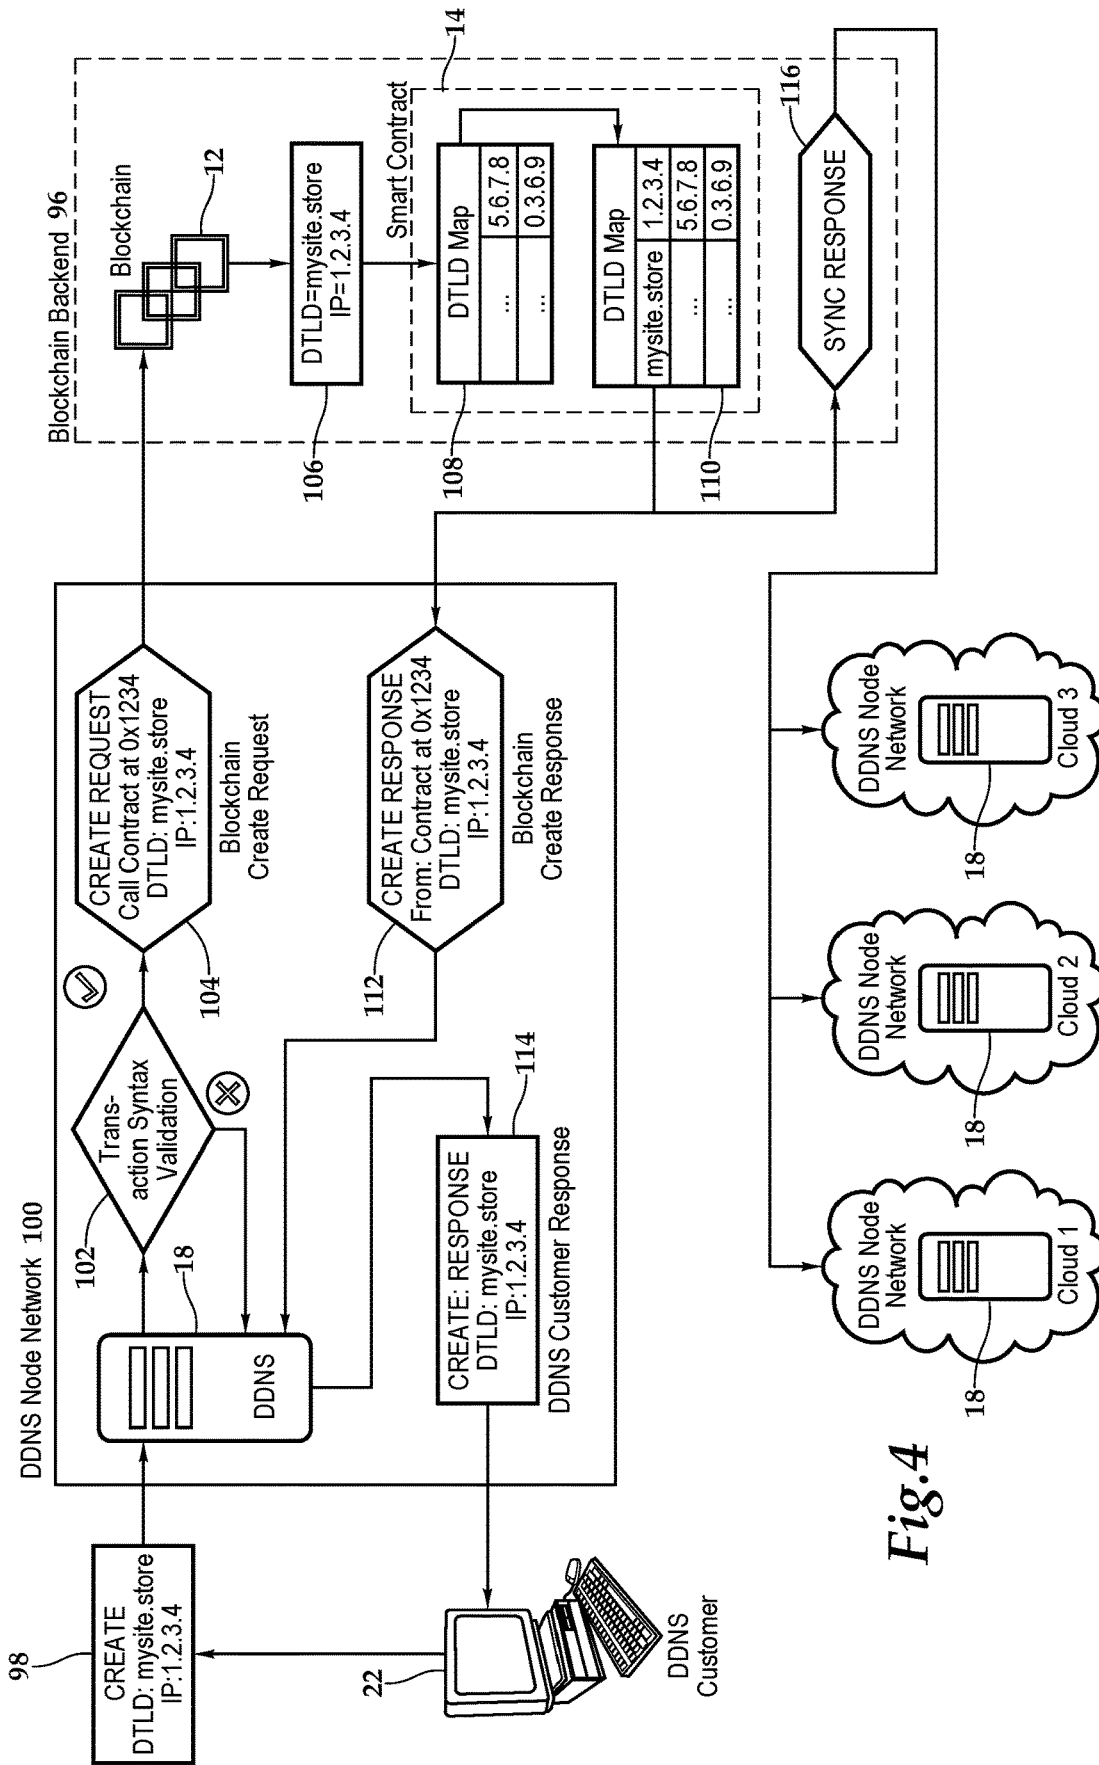 98
CREATE
DTLD: mysite.store
IP:1.2.3.4
22
DDNS
Customer
DDNS Node Network 100
18
DDNS
102
Trans-
action Syntax
Validation
104
CREATE REQUEST
Call Contract at 0x1234
DTLD: mysite.store
IP:1.2.3.4
Blockchain
Create Request
112
CREATE RESPONSE
From: Contract at 0x1234
DTLD: mysite.store
IP:1.2.3.4
Blockchain
Create Response
114
CREATE: RESPONSE
DTLD: mysite.store
IP:1.2.3.4
DDNS Customer Response
Blockchain Backend 96
Blockchain
12
106
DTLD=mysite.store
IP=1.2.3.4
Smart Contract
14
108
DTLD Map
... 5.6.7.8
... 0.3.6.9
110
DTLD Map
mysite.store 1.2.3.4
... 5.6.7.8
... 0.3.6.9
116
SYNC RESPONSE
DDNS Node
Network
18
Cloud 1
DDNS Node
Network
18
Cloud 2
DDNS Node
Network
18
Cloud 3
Fig.4